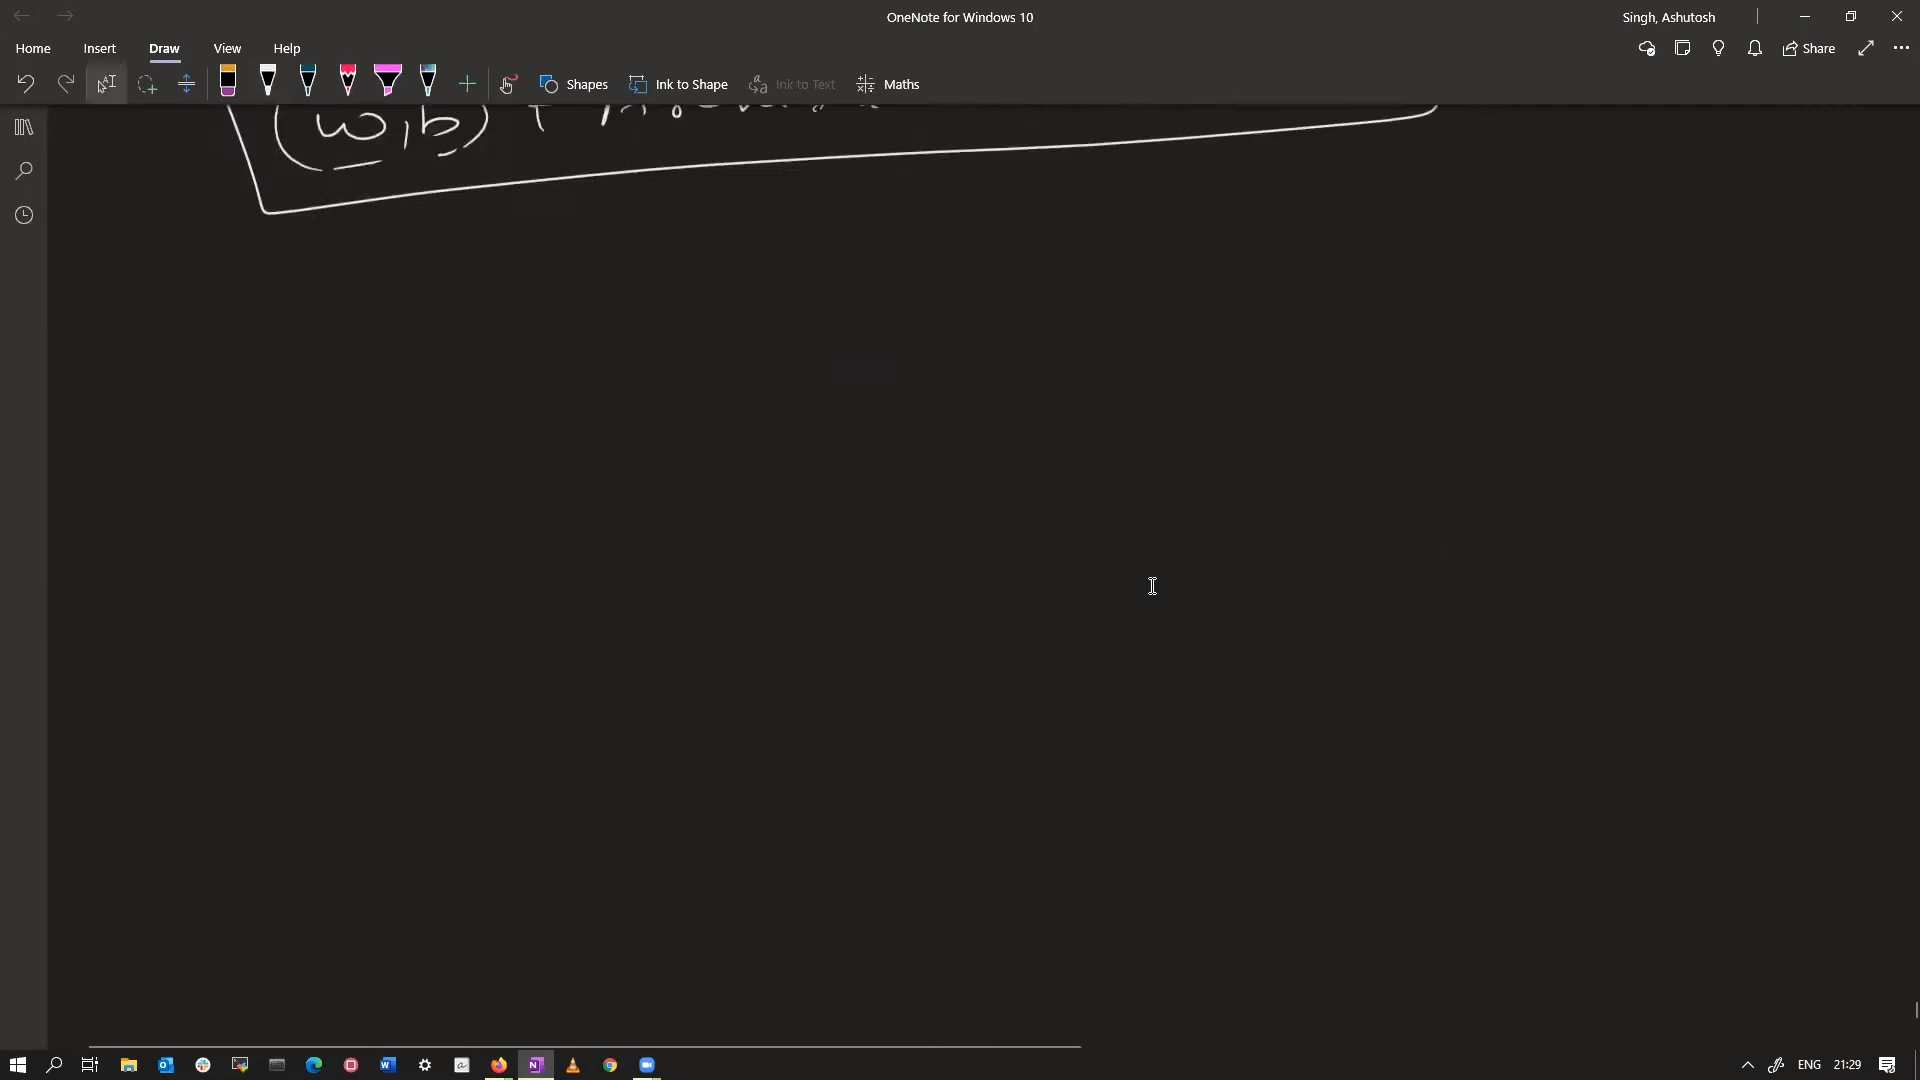 OneNote for Windows 10
Singh, Ashutosh
Home Insert Draw View Help
Share
Shapes Ink to Shape Ink to Text Maths
(w,b) +
ENG 21:29